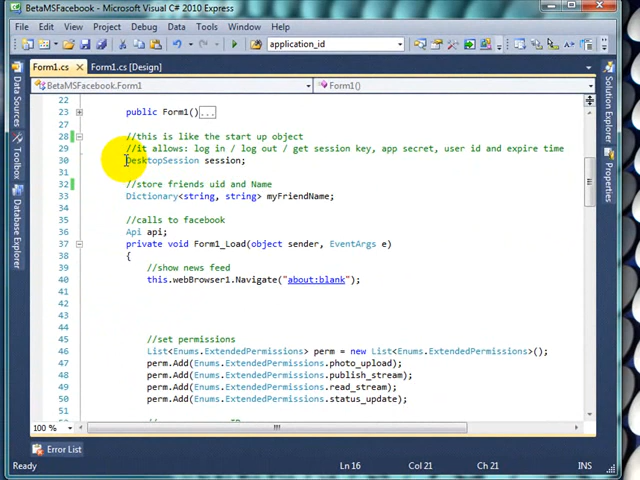 BetaMSFacebook - Microsoft Visual C# 2010 Express
File Edit View Project Debug Data Tools Window Help
application_id
Form1.cs Form1.cs [Design]
BetaMSFacebook.Form1 Form1()
22
23 public Form1()...
28 //this is like the start up object
29 //it allows: log in / log out / get session key, app secret, user id and expire time
30 DesktopSession session;
31
32 //store friends uid and Name
33 Dictionary<string, string> myFriendName;
34
35 //calls to facebook
36 Api api;
37 private void Form1_Load(object sender, EventArgs e)
38 {
39 //show news feed
40 this.webBrowser1.Navigate("about:blank");
41
42
43
44
45 //set permissions
46 List<Enums.ExtendedPermissions> perm = new List<Enums.ExtendedPermissions>();
47 perm.Add(Enums.ExtendedPermissions.photo_upload);
48 perm.Add(Enums.ExtendedPermissions.publish_stream);
49 perm.Add(Enums.ExtendedPermissions.read_stream);
50 perm.Add(Enums.ExtendedPermissions.status_update);
100 %
Error List
Ready Ln 16 Col 21 Ch 21 INS
Data Sources
Toolbox
Database Explorer
Solution Explorer
Properties